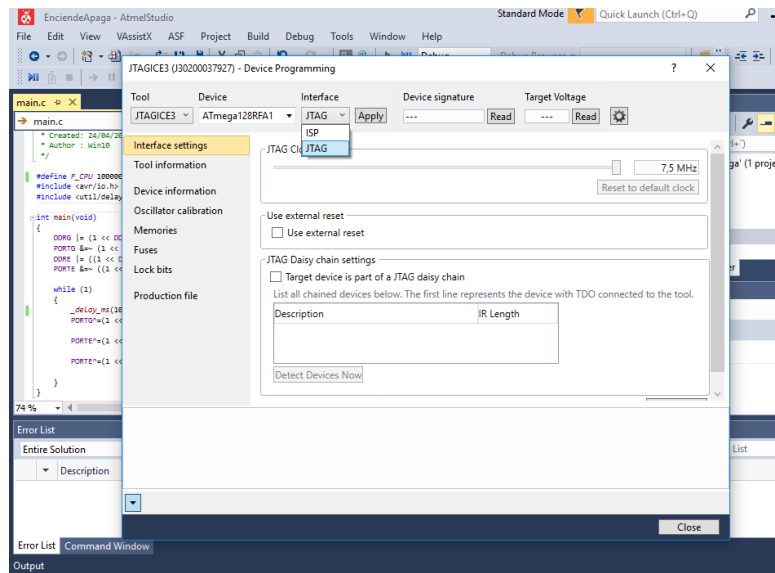 EnciendeApaga - AtmelStudio
Standard Mode
Quick Launch (Ctrl+Q)
File Edit View VAssistX ASF Project Build Debug Tools Window Help
JTAGICE3 (J30200037927) - Device Programming
? ×
Tool Device Interface Device signature Target Voltage
JTAGICE3 ATmega128RFA1 JTAG Apply --- Read --- Read
ISP
JTAG
Interface settings
Tool information
Device information
Oscillator calibration
Memories
Fuses
Lock bits
Production file
JTAG Cl
7,5 MHz
Reset to default clock
Use external reset
Use external reset
JTAG Daisy chain settings
Target device is part of a JTAG daisy chain
List all chained devices below. The first line represents the device with TDO connected to the tool.
Description IR Length
Detect Devices Now
Close
main.c
main.c
* Created: 24/04/20
* Author : Win10
*/
#define F_CPU 100000
#include <avr/io.h>
#include <util/delay
int main(void)
{
DDRG |= (1 << DD
PORTG &=~ (1 <<
DDRE |= ((1 << D
PORTE &=~ ((1 <<
while (1)
{
_delay_ms(10
PORTG^=(1 <<
PORTE^=(1 <<
PORTE^=(1 <<
}
}
74 %
ga' (1 proje
Error List
Entire Solution
List
Description
Error List Command Window
Output